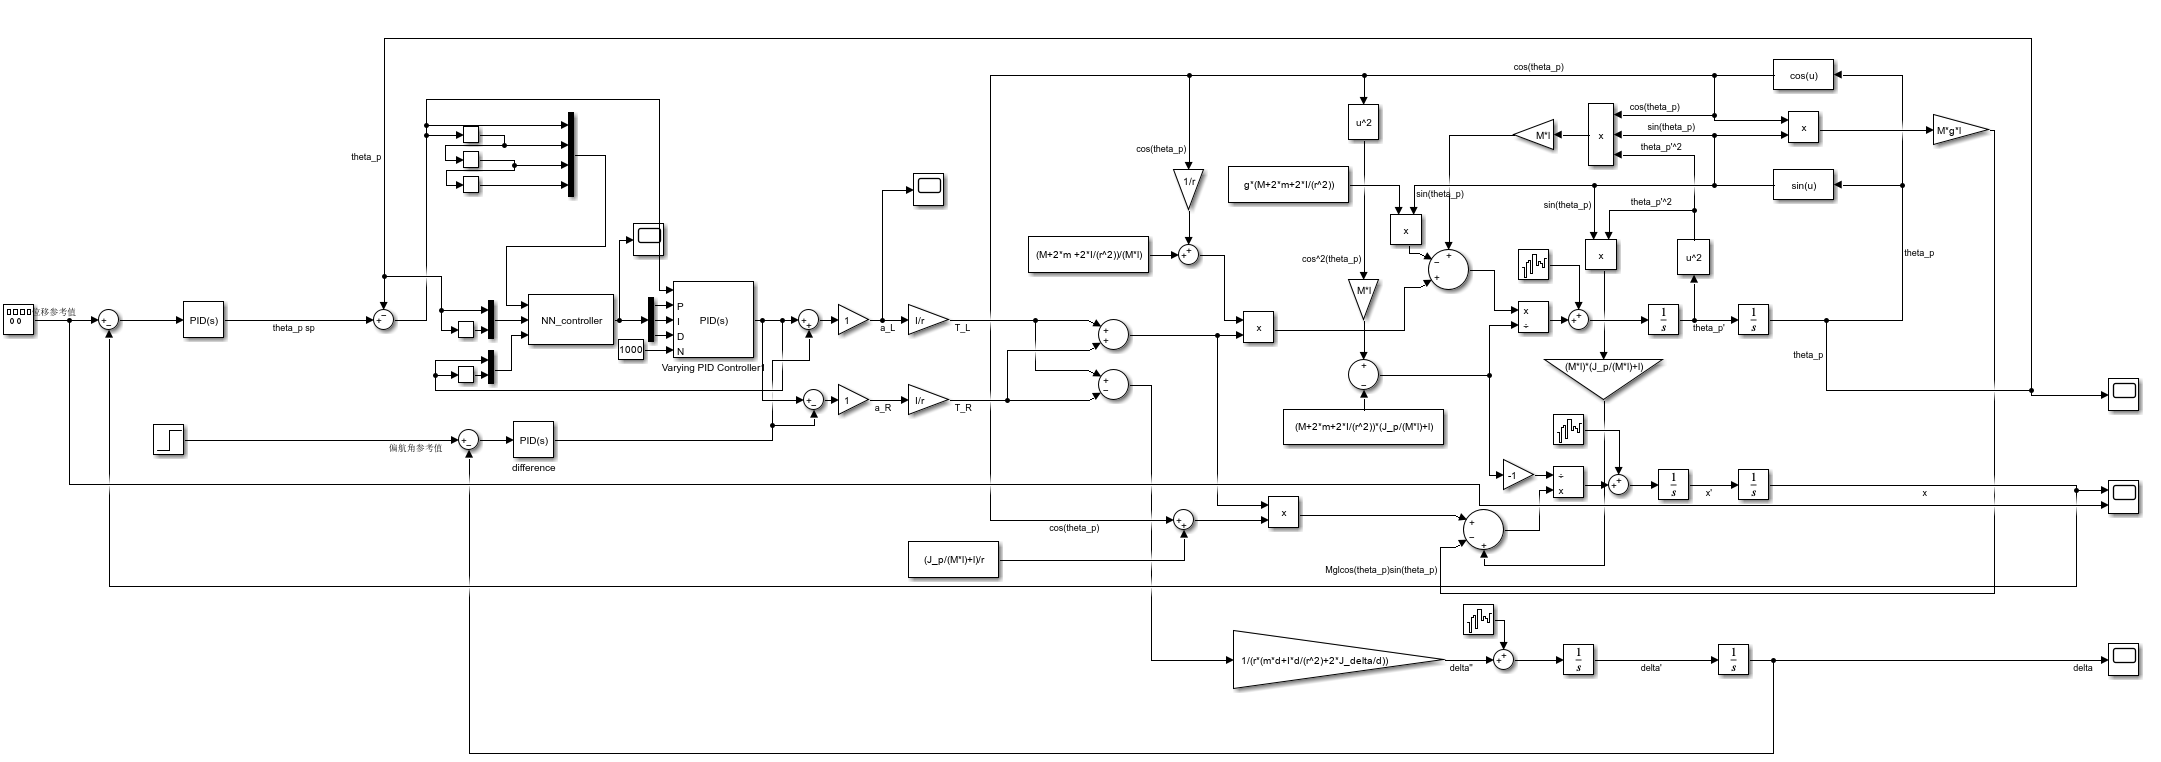 cos(theta_p)
cos(u)
cos(theta_p)
sin(theta_p)
theta_p'^2
x
x
M*l
M*g*l
u^2
cos(theta_p)
theta_p
1/r
g*(M+2*m+2*I/(r^2))
sin(theta_p)
sin(u)
sin(theta_p)
theta_p'^2
x
x
u^2
theta_p
(M+2*m +2*I/(r^2))/(M*l)
cos^2(theta_p)
M*l
位移参考值
PID(s)
theta_p sp
NN_controller
P
I
D
N
PID(s)
1000
Varying PID Controller1
1
a_L
I/r
T_L
x
x
÷
1
s
theta_p'
1
s
theta_p
(M*l)*(J_p/(M*l)+l)
1
a_R
I/r
T_R
(M+2*m+2*I/(r^2))*(J_p/(M*l)+l)
偏航角参考值
PID(s)
difference
-1
÷
x
1
s
x'
1
s
x
cos(theta_p)
x
(J_p/(M*l)+l)/r
Mglcos(theta_p)sin(theta_p)
1/(r*(m*d+I*d/(r^2)+2*J_delta/d))
delta''
1
s
delta'
1
s
delta